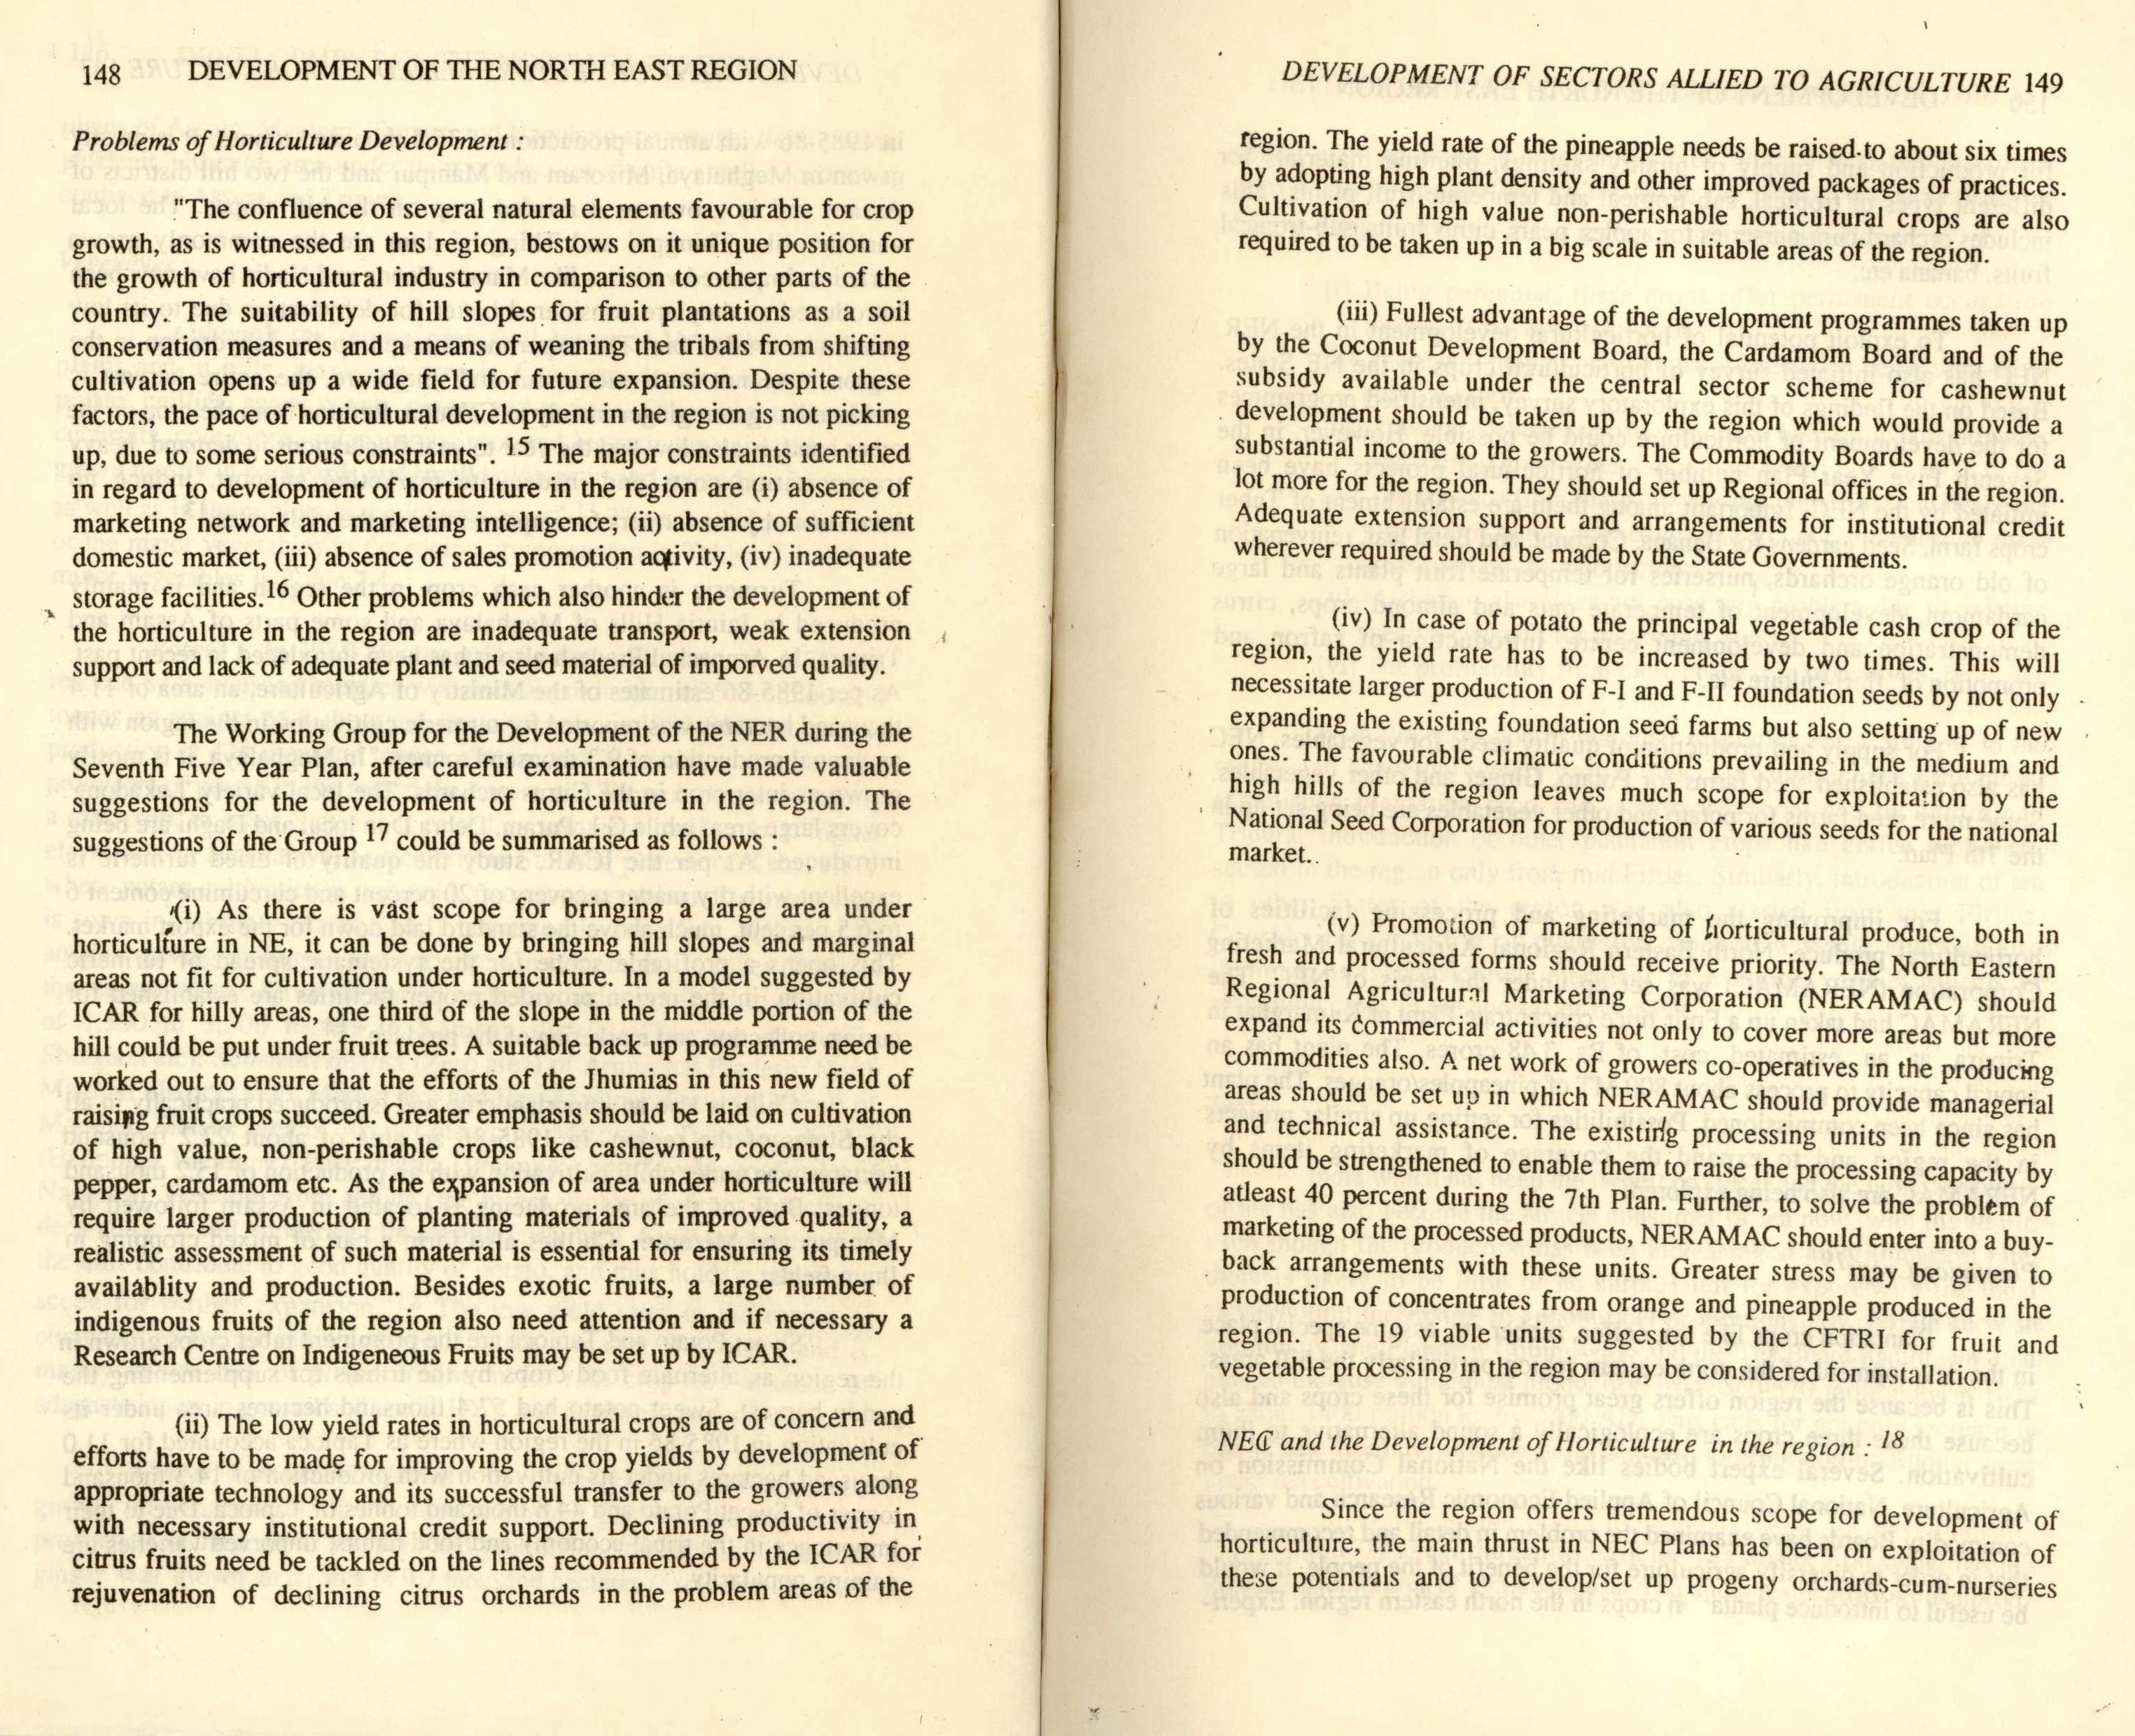 148 DEVELOPMENT OF THE NORTH EAST REGION
Problems of Horticulture Development :
"The confluence of several natural elements favourable for crop
growth, as is witnessed in this region, bestows on it unique position for
the growth of horticultural industry in comparison to other parts of the
country. The suitability of hill slopes for fruit plantations as a soil
conservation measures and a means of weaning the tribals from shifting
cultivation opens up a wide field for future expansion. Despite these
factors, the pace of horticultural development in the region is not picking
up, due to some serious constraints". 15 The major constraints identified
in regard to development of horticulture in the region are (i) absence of
marketing network and marketing intelligence; (ii) absence of sufficient
domestic market, (iii) absence of sales promotion activity, (iv) inadequate
storage facilities.16 Other problems which also hinder the development of
the horticulture in the region are inadequate transport, weak extension
support and lack of adequate plant and seed material of imporved quality.
The Working Group for the Development of the NER during the
Seventh Five Year Plan, after careful examination have made valuable
suggestions for the development of horticulture in the region. The
suggestions of the Group 17 could be summarised as follows :
(i) As there is vast scope for bringing a large area under
horticulture in NE, it can be done by bringing hill slopes and marginal
areas not fit for cultivation under horticulture. In a model suggested by
ICAR for hilly areas, one third of the slope in the middle portion of the
hill could be put under fruit trees. A suitable back up programme need be
worked out to ensure that the efforts of the Jhumias in this new field of
raising fruit crops succeed. Greater emphasis should be laid on cultivation
of high value, non-perishable crops like cashewnut, coconut, black
pepper, cardamom etc. As the expansion of area under horticulture will
require larger production of planting materials of improved quality, a
realistic assessment of such material is essential for ensuring its timely
availablity and production. Besides exotic fruits, a large number of
indigenous fruits of the region also need attention and if necessary a
Research Centre on Indigeneous Fruits may be set up by ICAR.
(ii) The low yield rates in horticultural crops are of concern and
efforts have to be made for improving the crop yields by development of
appropriate technology and its successful transfer to the growers along
with necessary institutional credit support. Declining productivity in
citrus fruits need be tackled on the lines recommended by the ICAR for
rejuvenation of declining citrus orchards in the problem areas of the
DEVELOPMENT OF SECTORS ALLIED TO AGRICULTURE 149
region. The yield rate of the pineapple needs be raised to about six times
by adopting high plant density and other improved packages of practices.
Cultivation of high value non-perishable horticultural crops are also
required to be taken up in a big scale in suitable areas of the region.
(iii) Fullest advantage of the development programmes taken up
by the Coconut Development Board, the Cardamom Board and of the
subsidy available under the central sector scheme for cashewnut
development should be taken up by the region which would provide a
substantial income to the growers. The Commodity Boards have to do a
lot more for the region. They should set up Regional offices in the region.
Adequate extension support and arrangements for institutional credit
wherever required should be made by the State Governments.
(iv) In case of potato the principal vegetable cash crop of the
region, the yield rate has to be increased by two times. This will
necessitate larger production of F-I and F-II foundation seeds by not only
expanding the existing foundation seed farms but also setting up of new
ones. The favourable climatic conditions prevailing in the medium and
high hills of the region leaves much scope for exploitation by the
National Seed Corporation for production of various seeds for the national
market.
(v) Promotion of marketing of horticultural produce, both in
fresh and processed forms should receive priority. The North Eastern
Regional Agricultural Marketing Corporation (NERAMAC) should
expand its commercial activities not only to cover more areas but more
commodities also. A net work of growers co-operatives in the producing
areas should be set up in which NERAMAC should provide managerial
and technical assistance. The existing processing units in the region
should be strengthened to enable them to raise the processing capacity by
atleast 40 percent during the 7th Plan. Further, to solve the problem of
marketing of the processed products, NERAMAC should enter into a buy-
back arrangements with these units. Greater stress may be given to
production of concentrates from orange and pineapple produced in the
region. The 19 viable units suggested by the CFTRI for fruit and
vegetable processing in the region may be considered for installation.
NEC and the Development of Horticulture in the region : 18
Since the region offers tremendous scope for development of
horticulture, the main thrust in NEC Plans has been on exploitation of
these potentials and to develop/set up progeny orchards-cum-nurseries